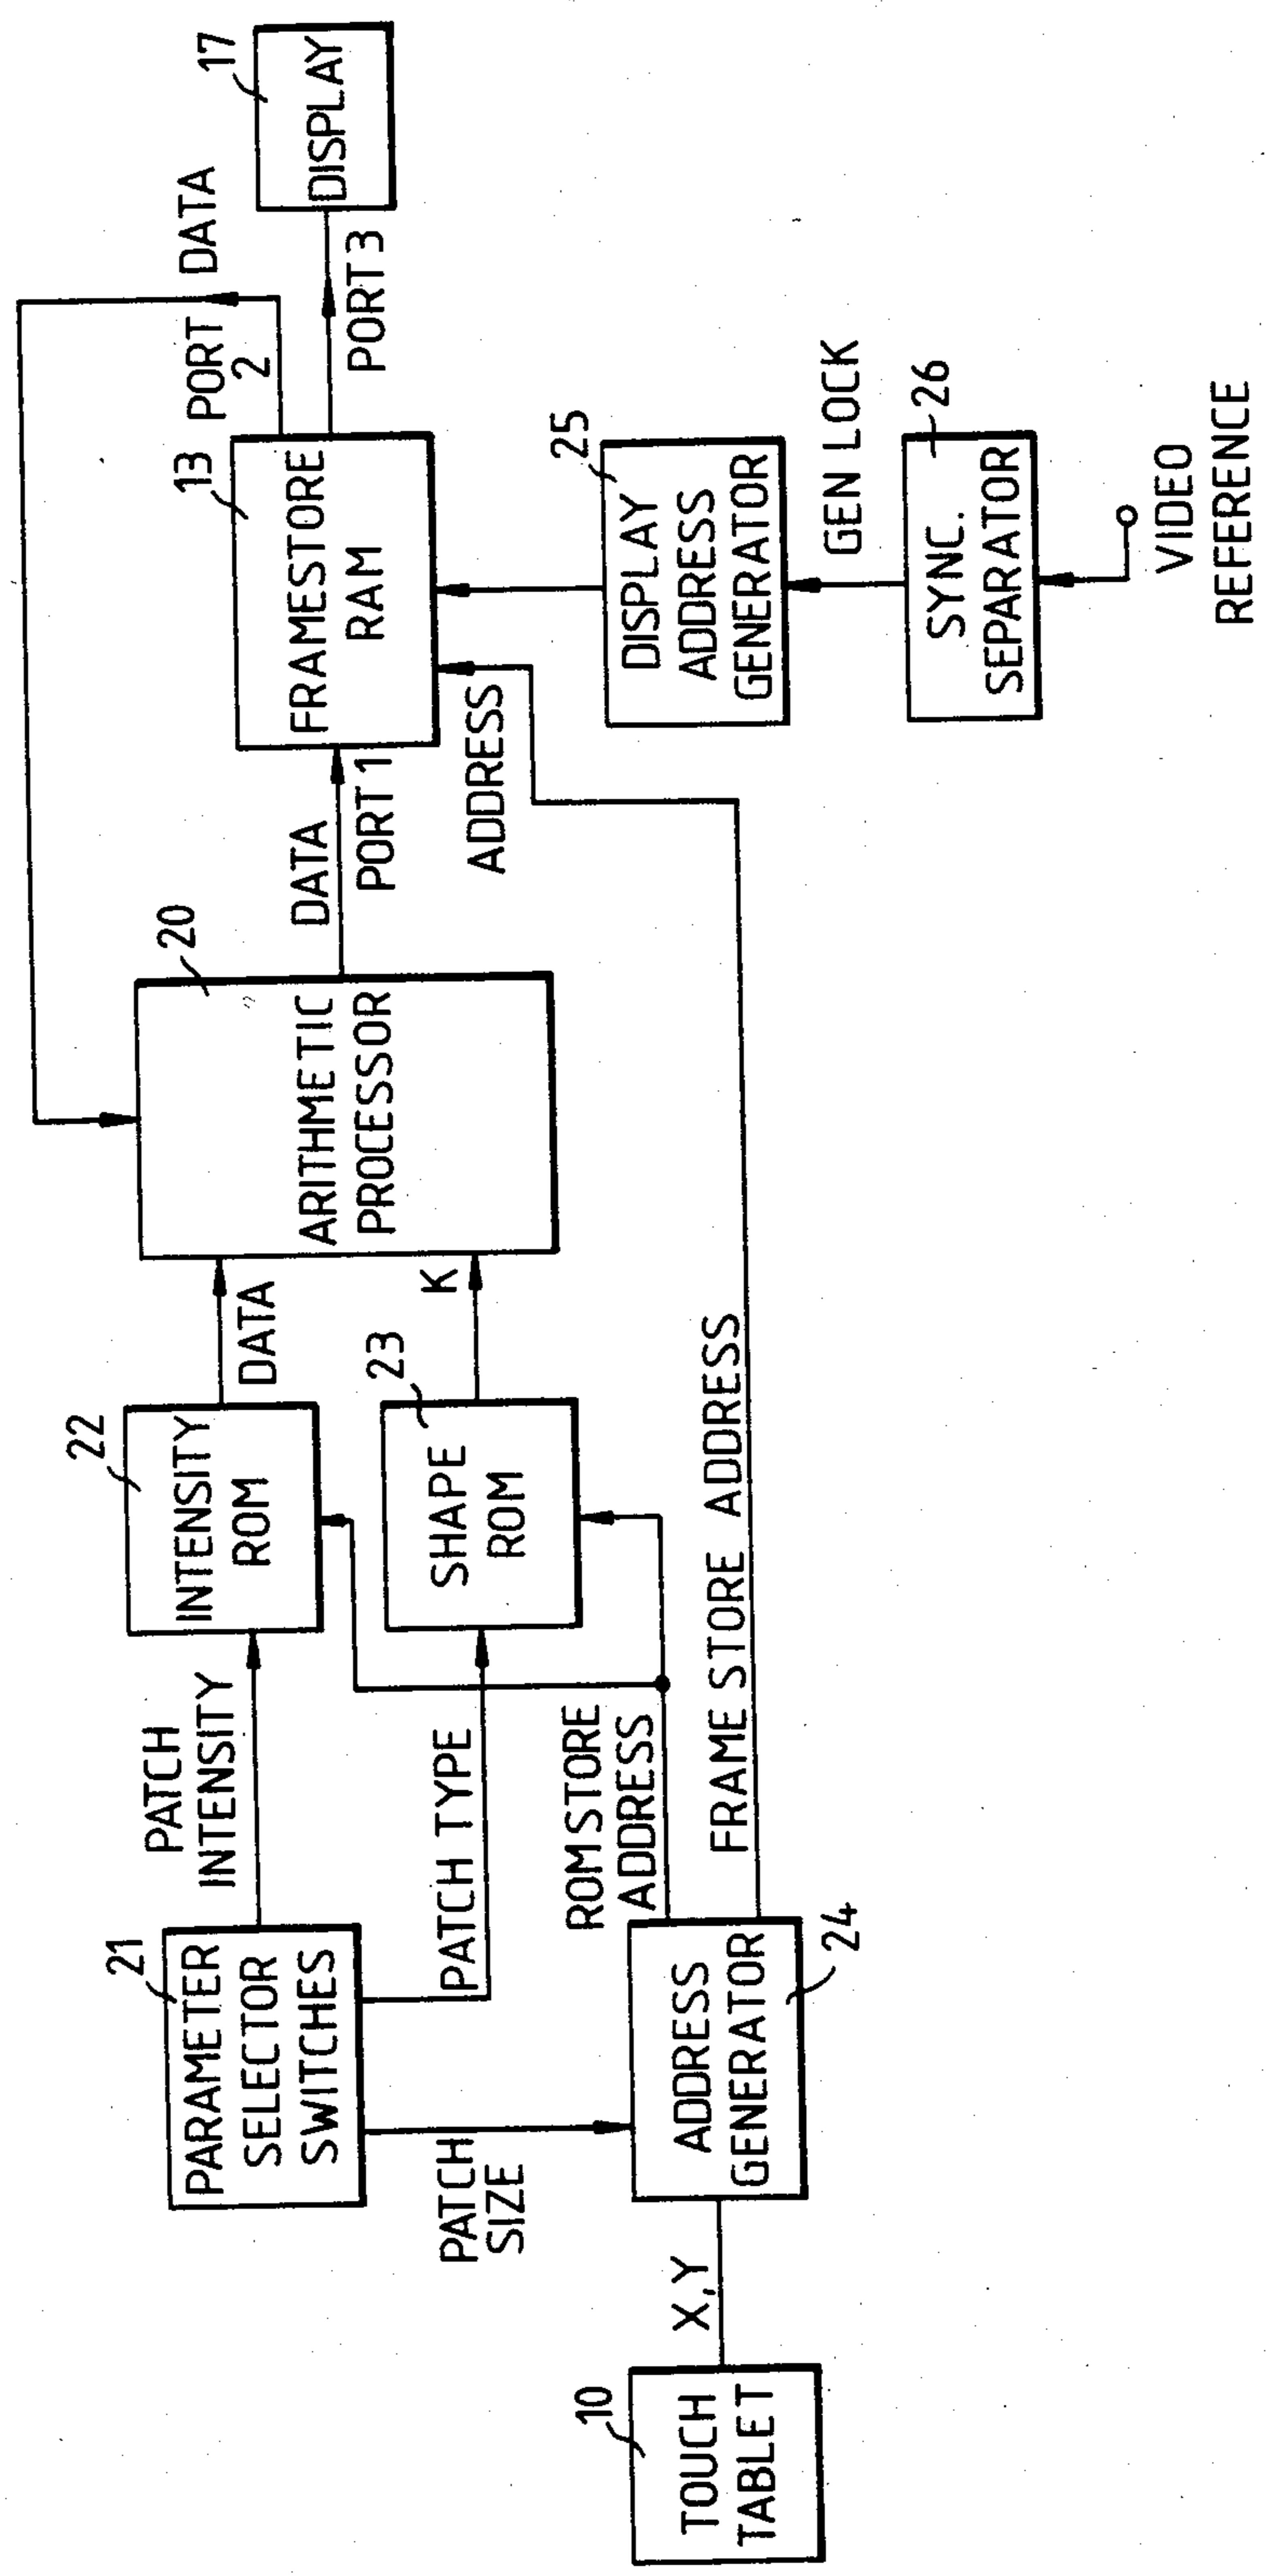 10
TOUCH
TABLET
X,Y
21
PARAMETER
SELECTOR
SWITCHES
PATCH
SIZE
24
ADDRESS
GENERATOR
PATCH
INTENSITY
PATCH TYPE
ROM STORE
ADDRESS
FRAME STORE ADDRESS
22
INTENSITY
ROM
23
SHAPE
ROM
DATA
K
20
ARITHMETIC
PROCESSOR
DATA
PORT 1
ADDRESS
13
FRAMESTORE
RAM
PORT
2
DATA
PORT 3
17
DISPLAY
25
DISPLAY
ADDRESS
GENERATOR
GEN LOCK
26
SYNC.
SEPARATOR
VIDEO
REFERENCE